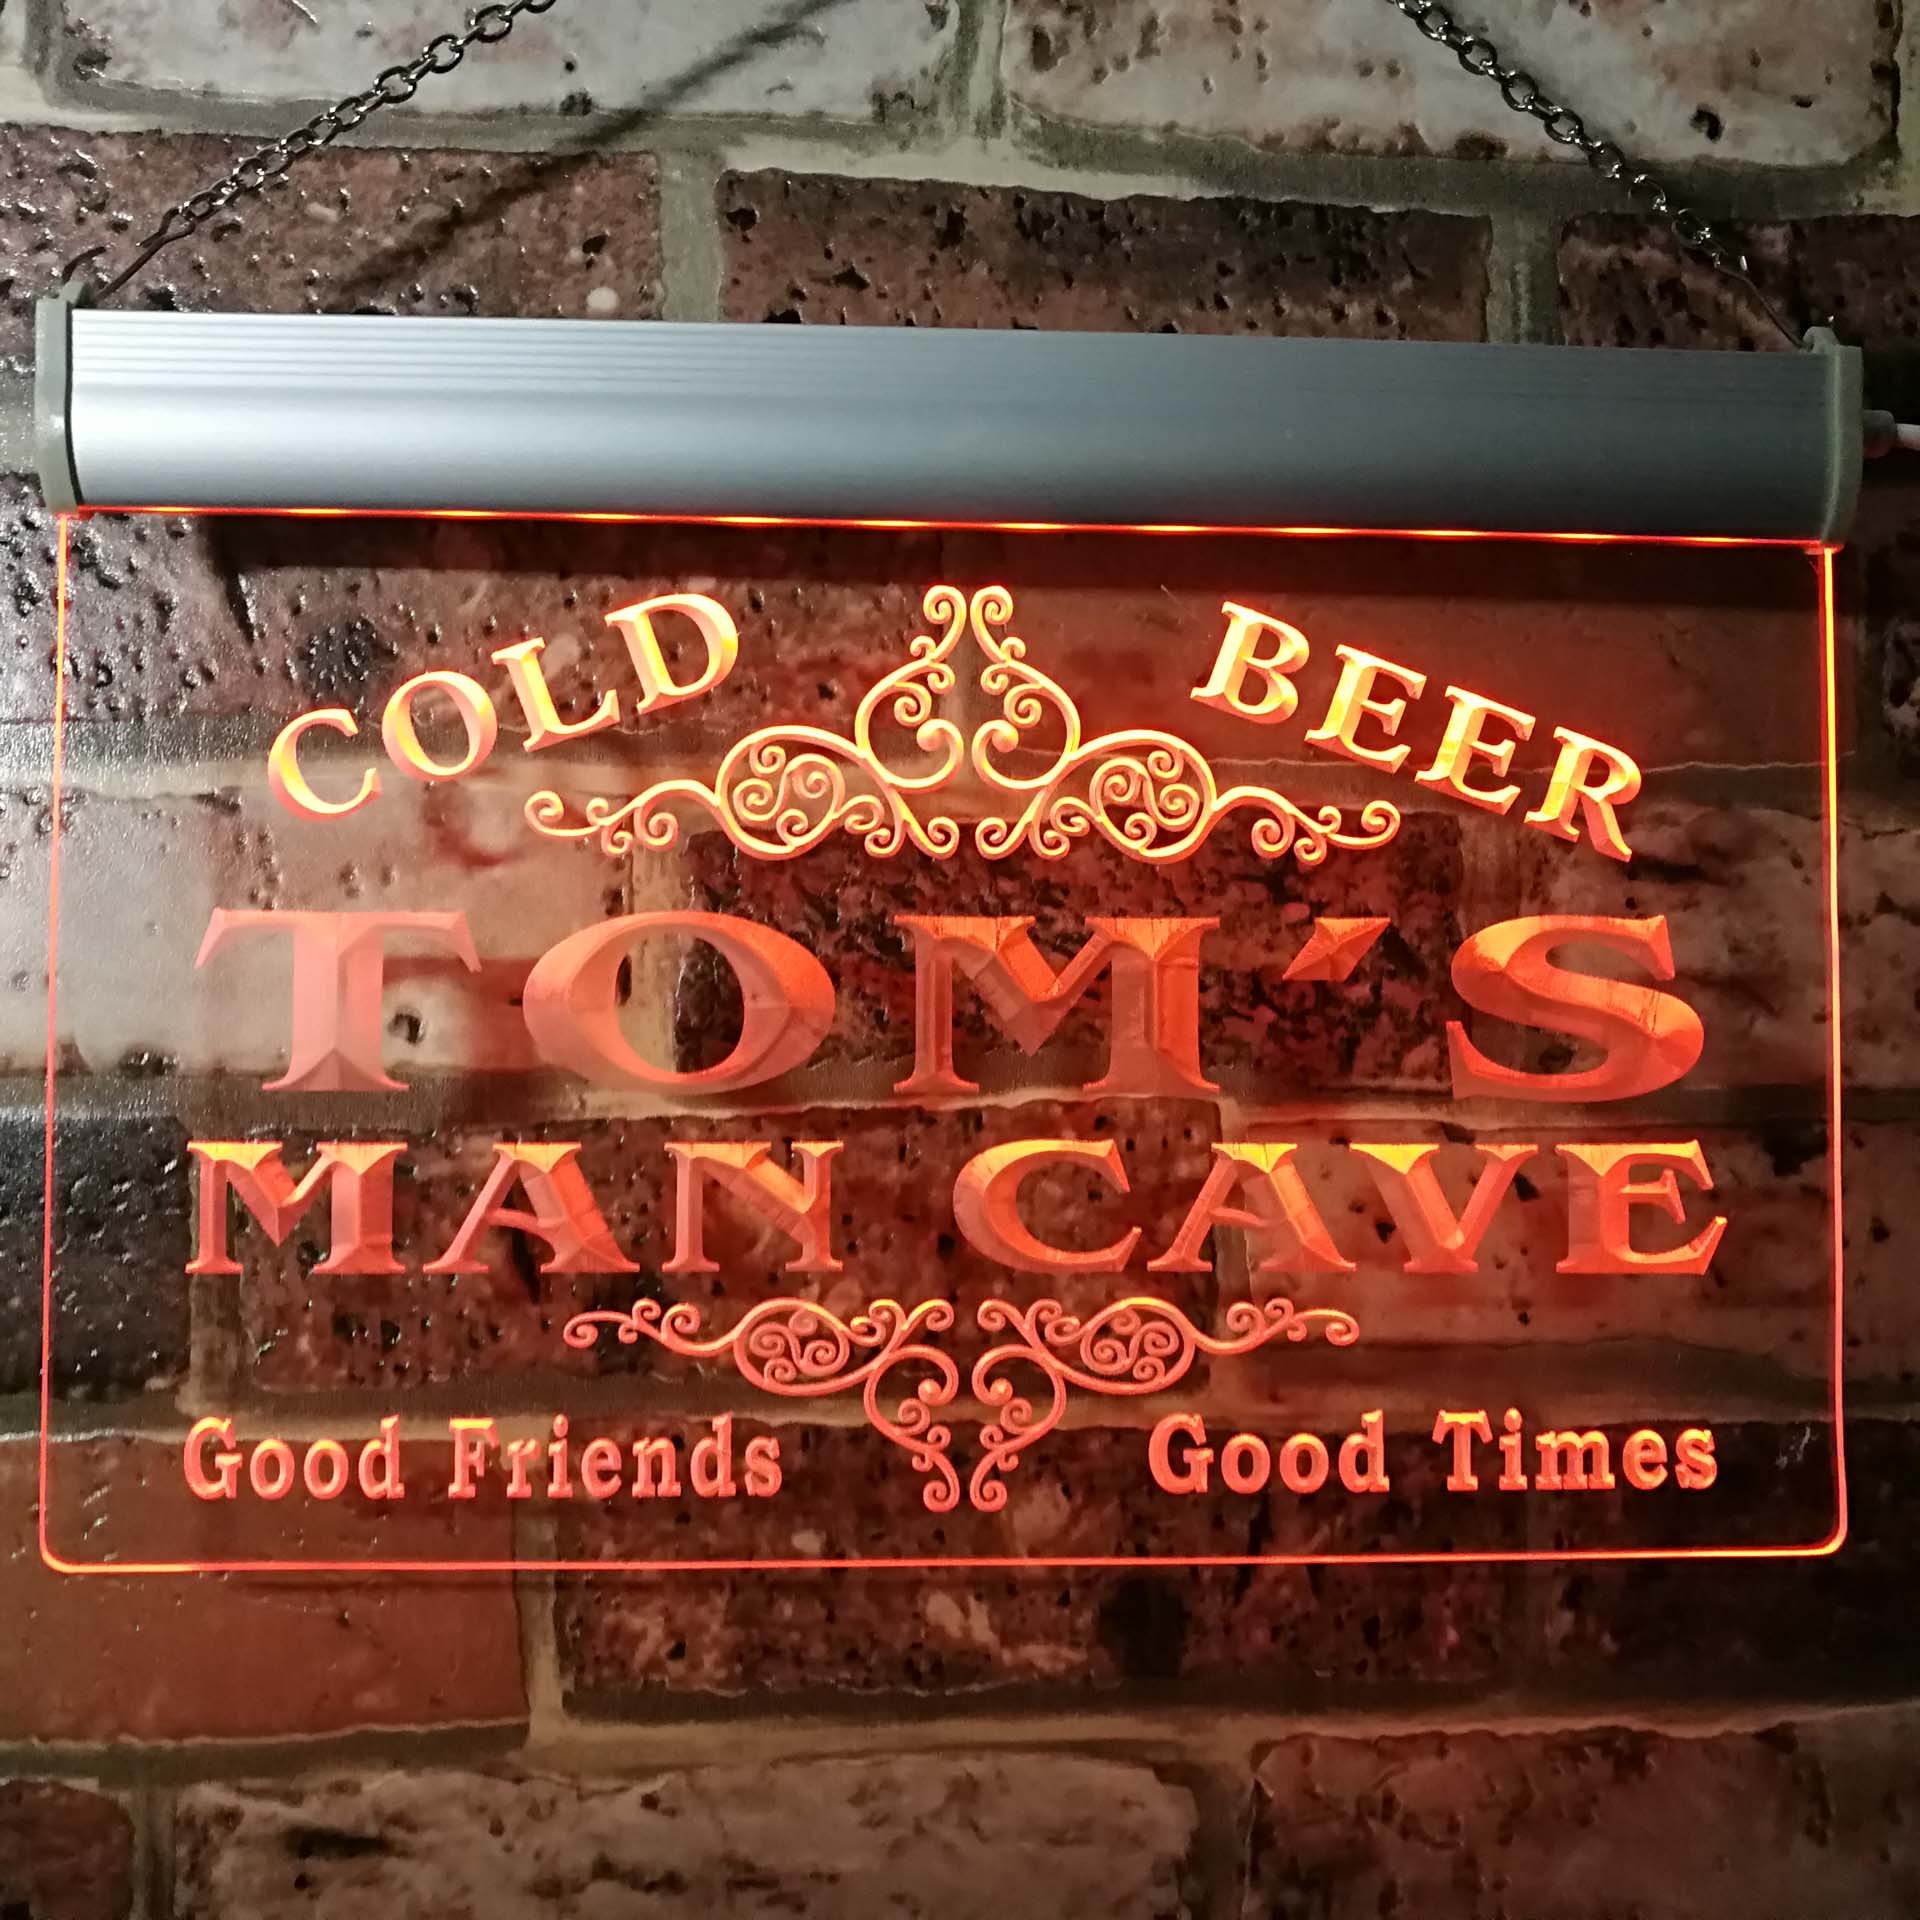 COLD BEER
TOM'S
MAN CAVE
Good Friends Good Times